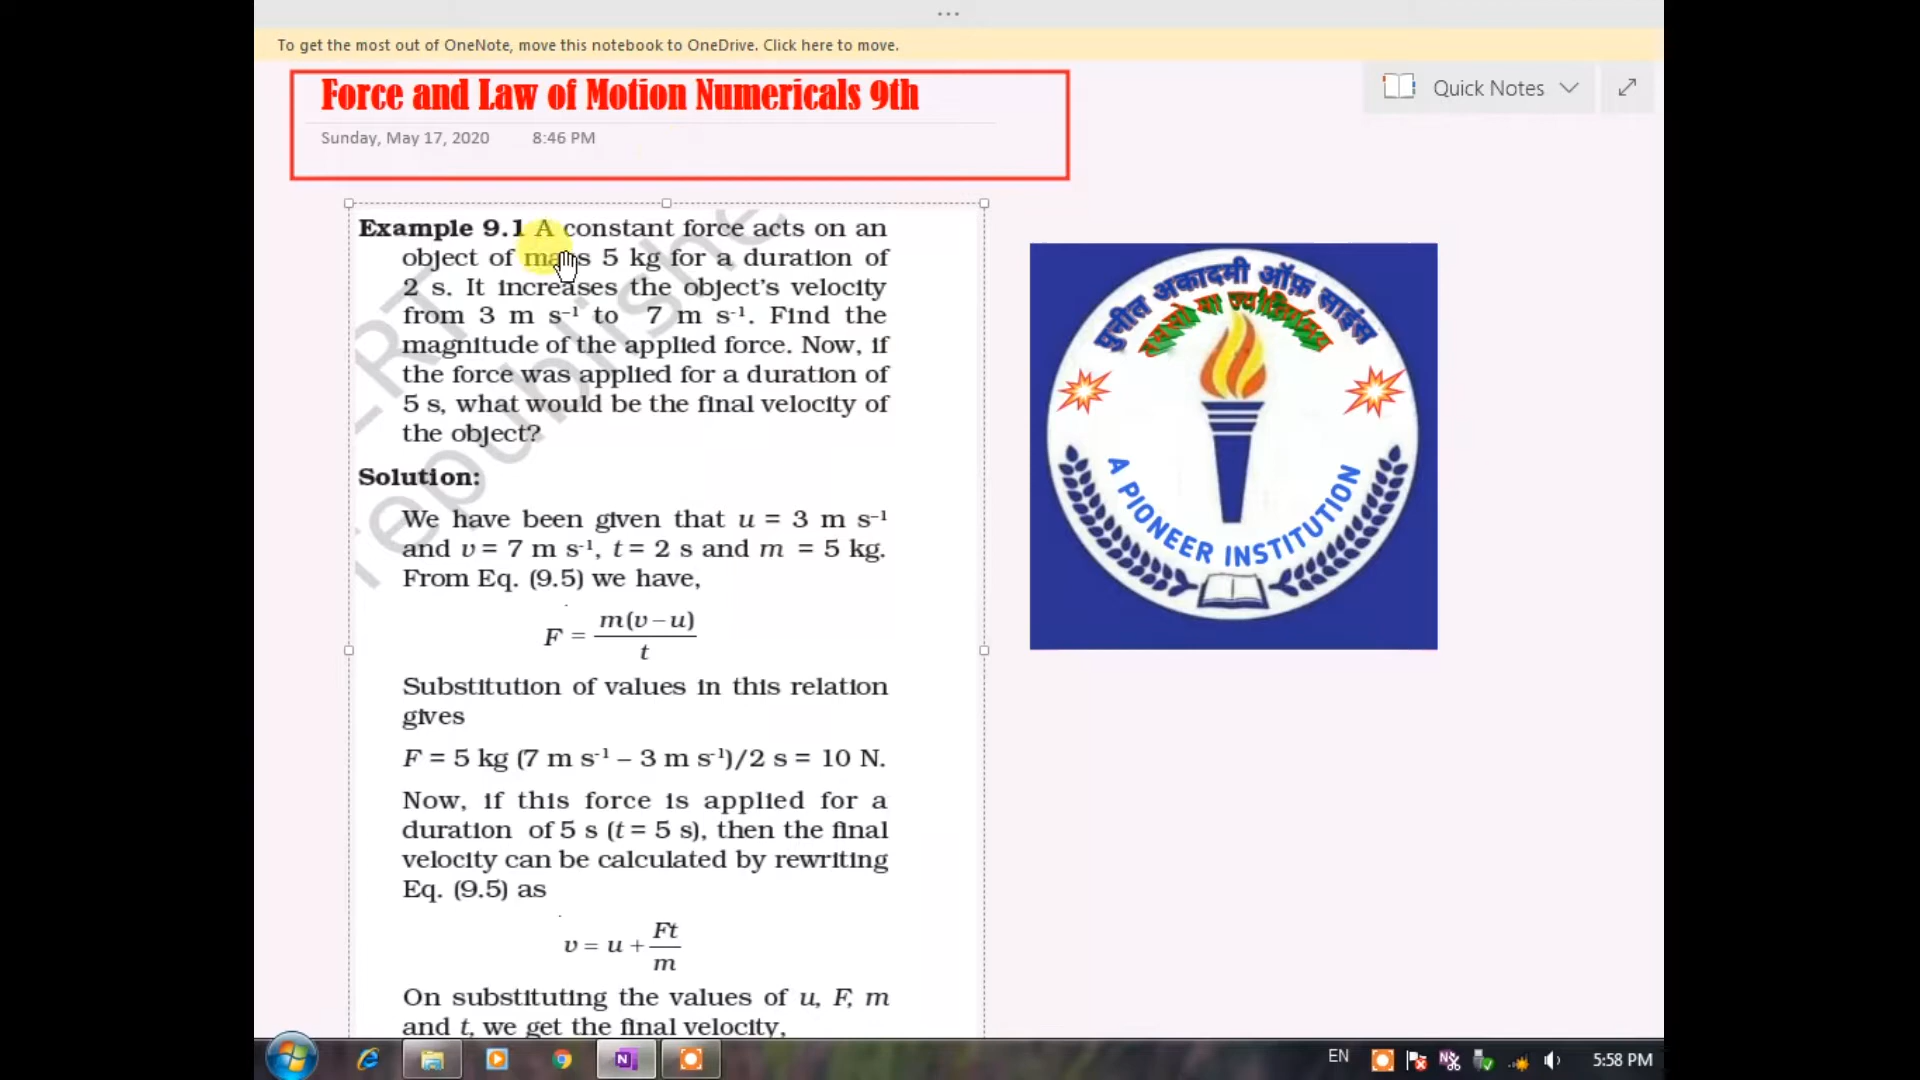 ...
To get the most out of OneNote, move this notebook to OneDrive. Click here to move.
Force and Law of Motion Numericals 9th
Quick Notes
Sunday, May 17, 2020 8:46 PM
Example 9.1 A constant force acts on an
object of mass 5 kg for a duration of
2 s. It increases the object's velocity
from 3 m s⁻¹ to 7 m s⁻¹. Find the
magnitude of the applied force. Now, if
the force was applied for a duration of
5 s, what would be the final velocity of
the object?
Solution:
We have been given that u = 3 m s⁻¹
and v = 7 m s⁻¹, t = 2 s and m = 5 kg.
From Eq. (9.5) we have,
F = m(v – u) / t
Substitution of values in this relation
gives
F = 5 kg (7 m s⁻¹ – 3 m s⁻¹)/2 s = 10 N.
Now, if this force is applied for a
duration of 5 s (t = 5 s), then the final
velocity can be calculated by rewriting
Eq. (9.5) as
v = u + Ft / m
On substituting the values of u, F, m
and t, we get the final velocity,
republishe
पुनीत अकादमी ऑफ़ साइंस
तमसो मा ज्योतिर्गमय
A PIONEER INSTITUTION
EN
5:58 PM